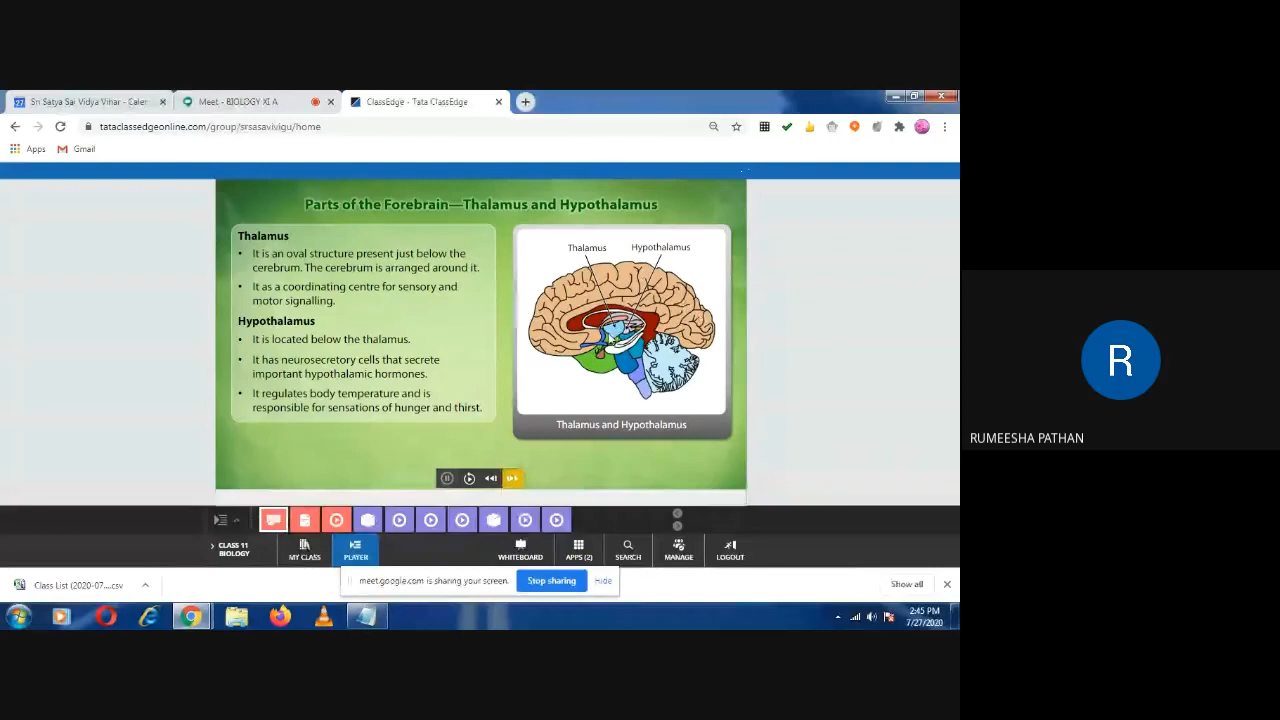 Sri Satya Sai Vidya Vihar - Caler
Meet - BIOLOGY XI A
ClassEdge - Tata ClassEdge
tataclassedgeonline.com/group/srsasavivigu/home
Apps
Gmail
Parts of the Forebrain—Thalamus and Hypothalamus
Thalamus
• It is an oval structure present just below the
cerebrum. The cerebrum is arranged around it.
• It as a coordinating centre for sensory and
motor signalling.
Hypothalamus
• It is located below the thalamus.
• It has neurosecretory cells that secrete
important hypothalamic hormones.
• It regulates body temperature and is
responsible for sensations of hunger and thirst.
Thalamus
Hypothalamus
Thalamus and Hypothalamus
R
RUMEESHA PATHAN
CLASS 11
BIOLOGY
MY CLASS
PLAYER
WHITEBOARD
APPS (2)
SEARCH
MANAGE
LOGOUT
meet.google.com is sharing your screen.
Stop sharing
Hide
Class List (2020-07....csv
Show all
2:45 PM
7/27/2020